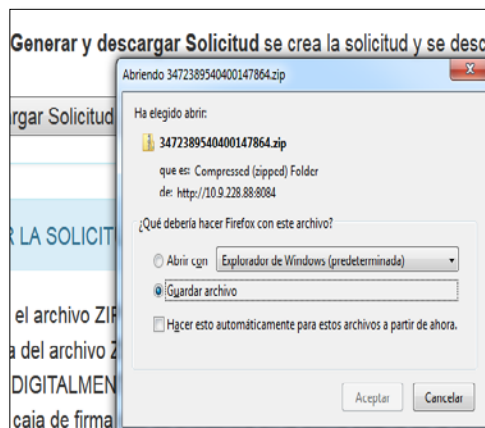 Generar y descargar Solicitud se crea la solicitud y se desc
Abriendo 3472389540400147864.zip
rgar Solicitud
Ha elegido abrir:
3472389540400147864.zip
que es: Compressed (zipped) Folder
de: http://10.9.228.88:8084
¿Qué debería hacer Firefox con este archivo?
R LA SOLICIT
Abrir con Explorador de Windows (predeterminada)
Guardar archivo
el archivo ZIP
Hacer esto automáticamente para estos archivos a partir de ahora.
a del archivo Z
DIGITALMEN
Aceptar Cancelar
caja de firma